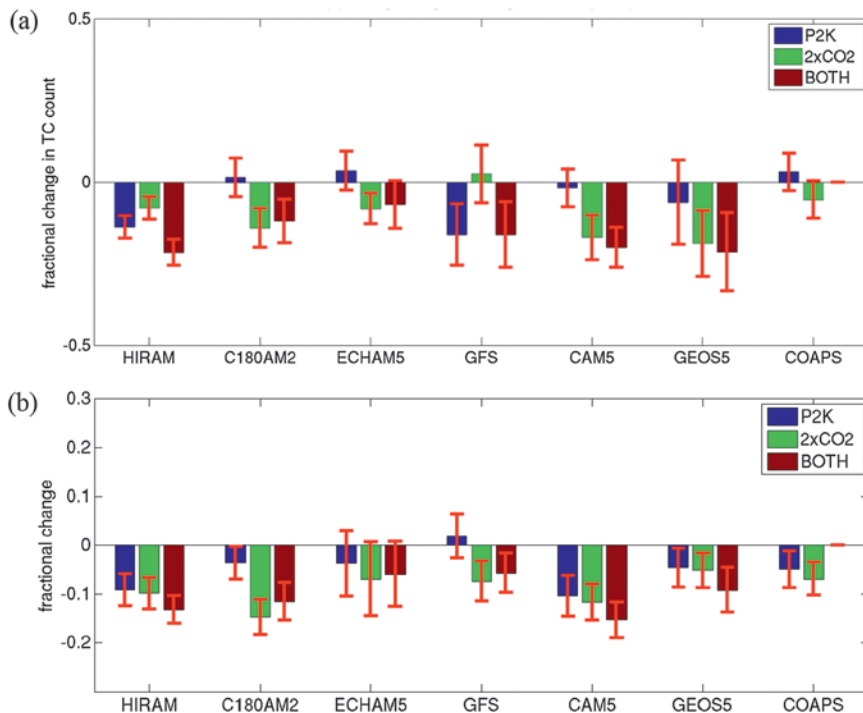 (a)
0.5
0
-0.5
fractional change in TC count
P2K
2xCO2
BOTH
HIRAM C180AM2 ECHAM5 GFS CAM5 GEOS5 COAPS
(b)
0.3
0.2
0.1
0
-0.1
-0.2
fractional change
P2K
2xCO2
BOTH
HIRAM C180AM2 ECHAM5 GFS CAM5 GEOS5 COAPS